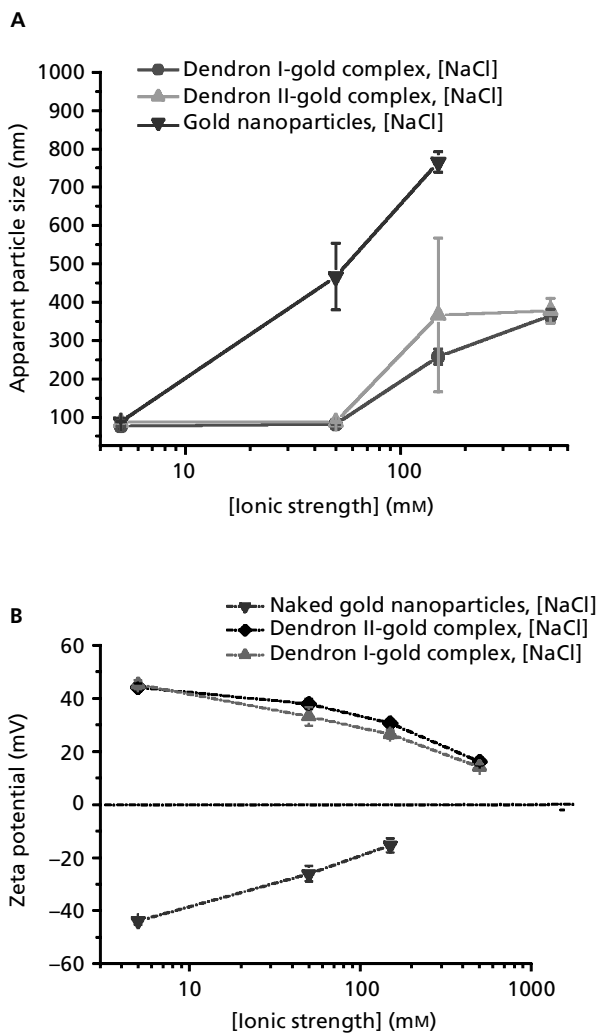 A
Dendron I-gold complex, [NaCl]
Dendron II-gold complex, [NaCl]
Gold nanoparticles, [NaCl]
1000
900
800
700
600
500
400
300
200
100
Apparent particle size (nm)
10
100
[Ionic strength] (mM)
B
Naked gold nanoparticles, [NaCl]
Dendron II-gold complex, [NaCl]
Dendron I-gold complex, [NaCl]
60
40
20
0
−20
−40
−60
Zeta potential (mV)
10
100
1000
[Ionic strength] (mM)